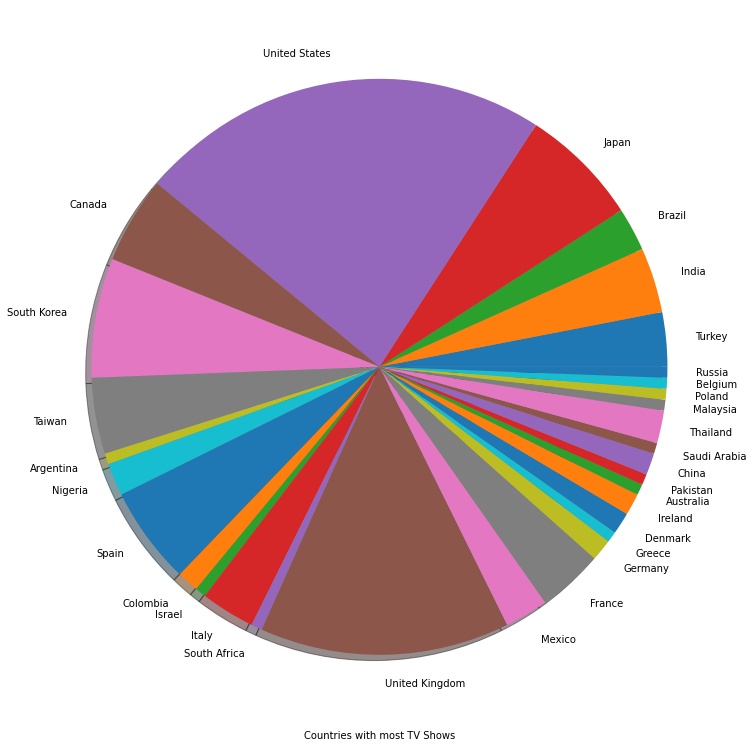 United States
Japan
Canada
Brazil
India
South Korea
Turkey
Russia
Belgium
Poland
Malaysia
Taiwan
Thailand
Saudi Arabia
Argentina
China
Nigeria
Pakistan
Australia
Ireland
Denmark
Spain
Greece
Germany
Colombia
France
Israel
Italy
Mexico
South Africa
United Kingdom
Countries with most TV Shows